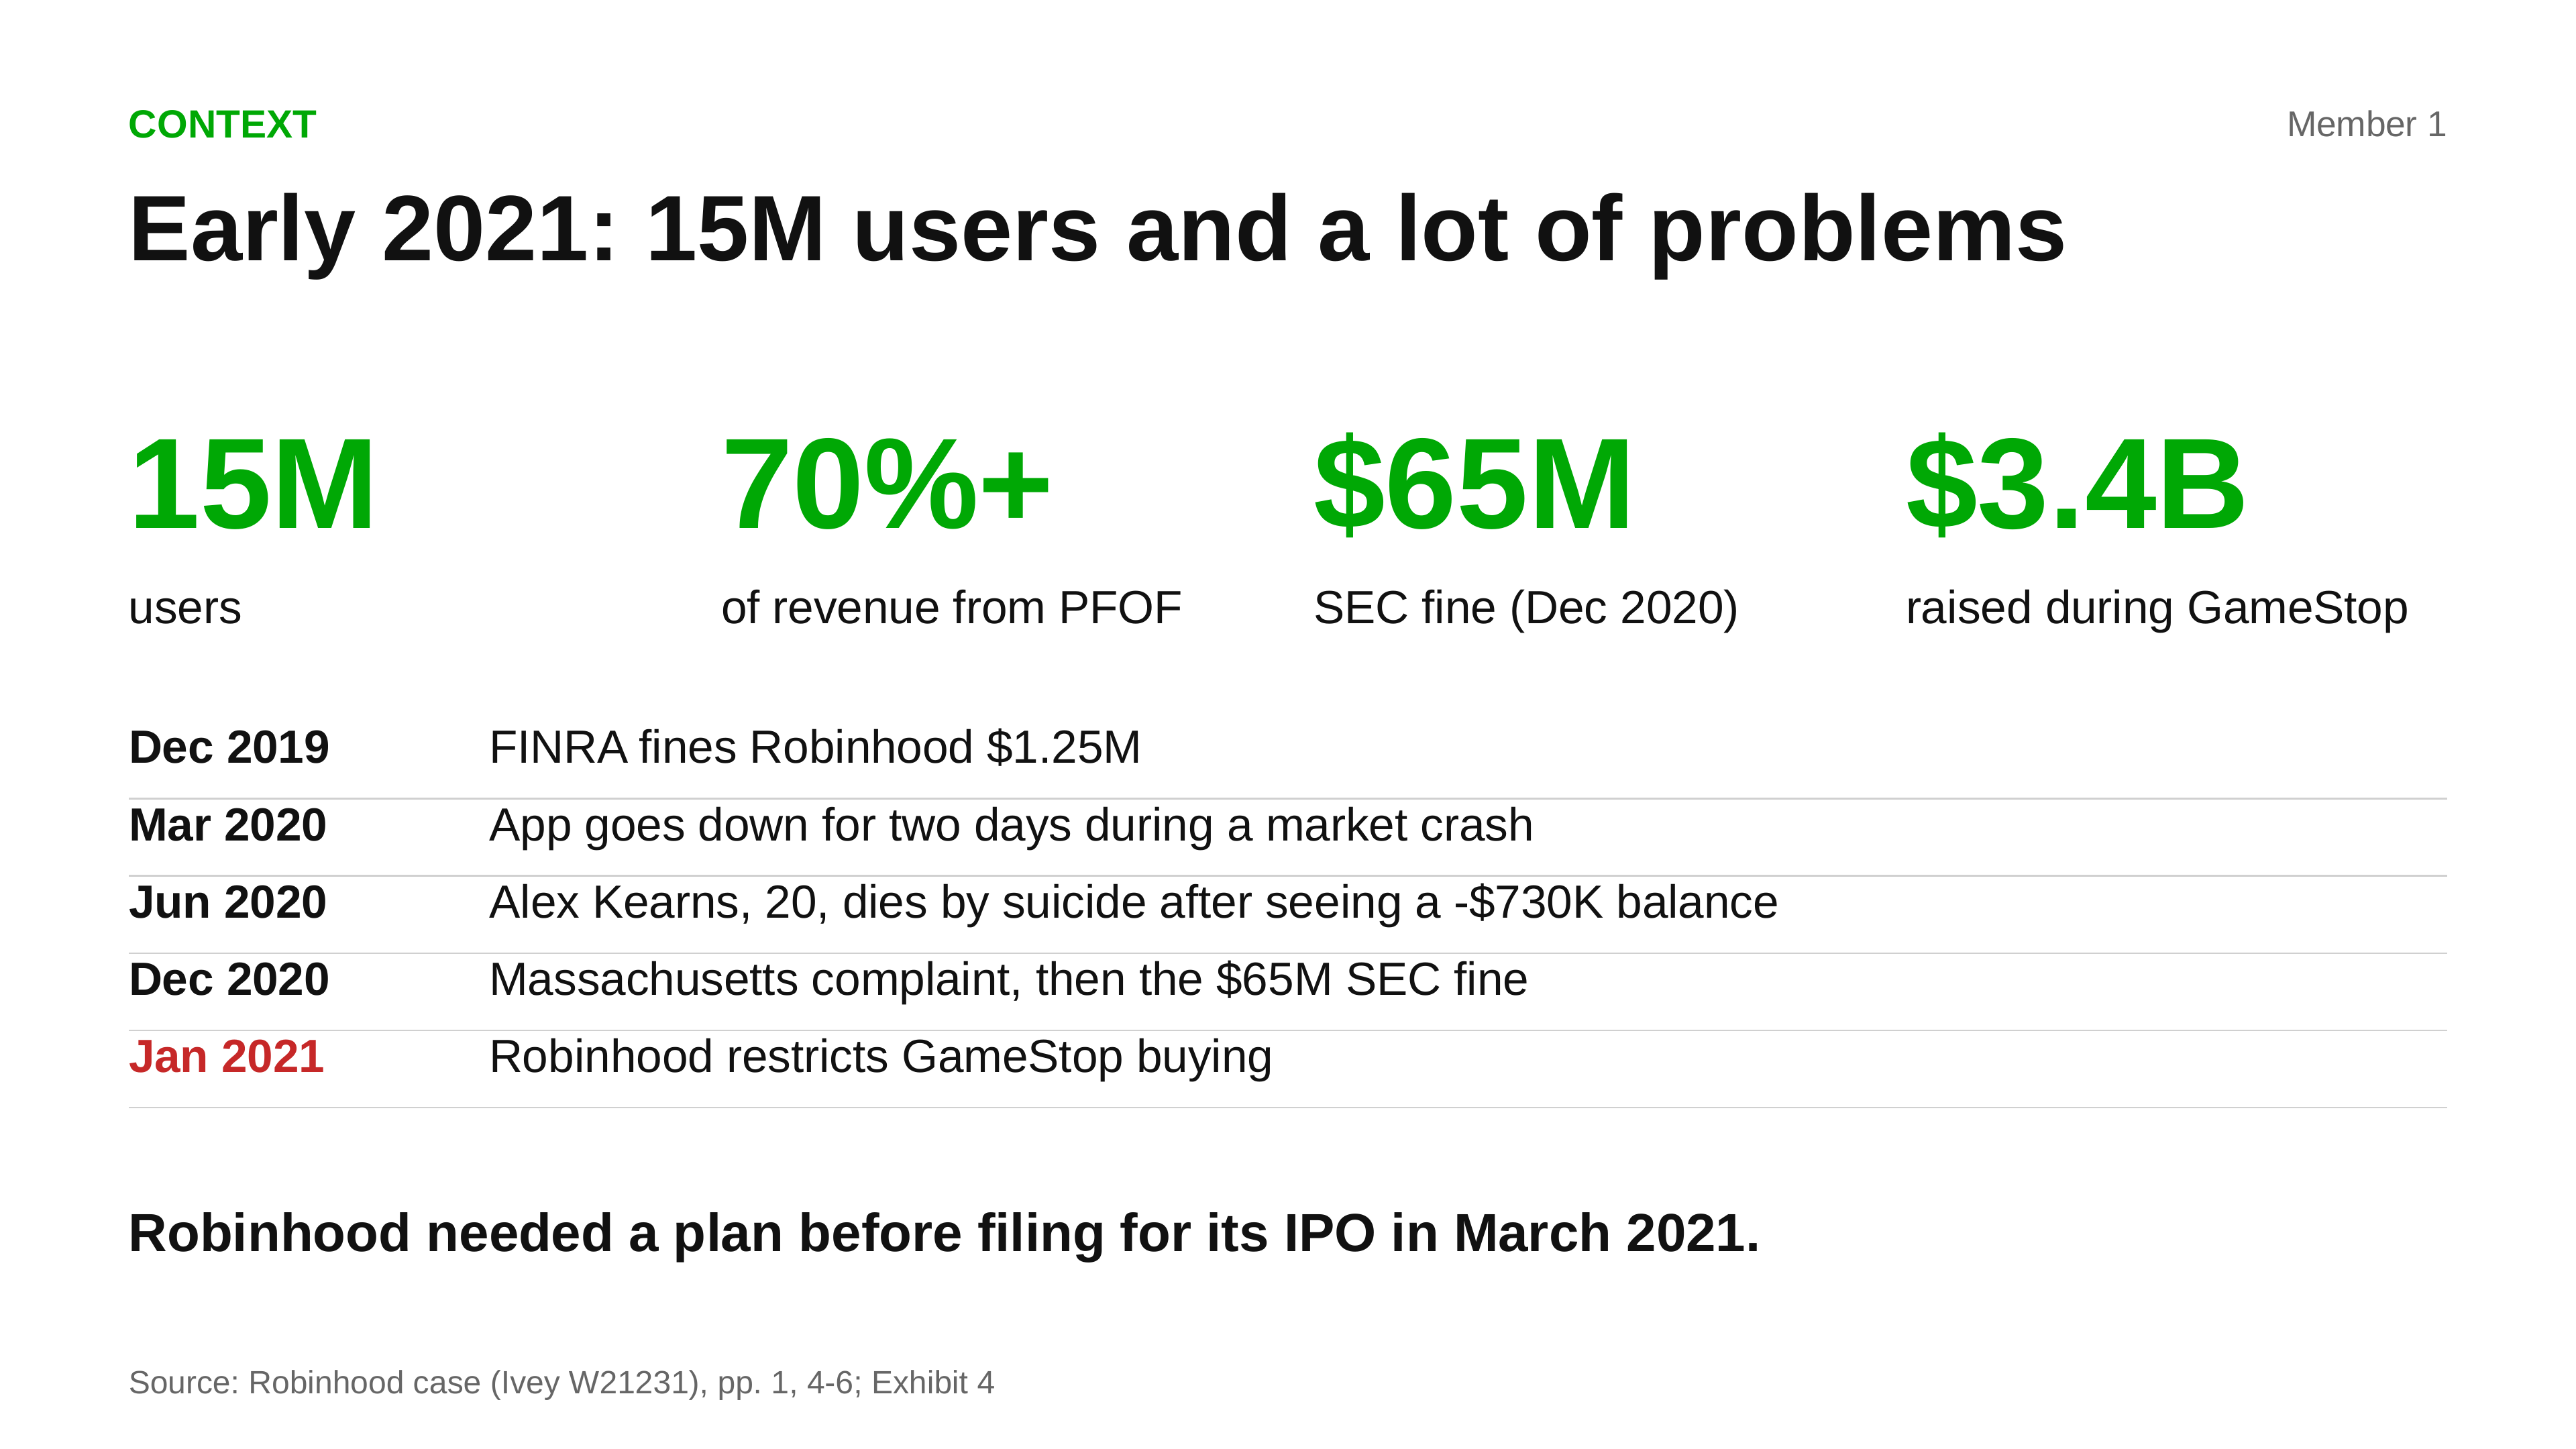 CONTEXT
Member 1
Early 2021: 15M users and a lot of problems
15M
users
70%+
of revenue from PFOF
$65M
SEC fine (Dec 2020)
$3.4B
raised during GameStop
Dec 2019 FINRA fines Robinhood $1.25M
Mar 2020 App goes down for two days during a market crash
Jun 2020 Alex Kearns, 20, dies by suicide after seeing a -$730K balance
Dec 2020 Massachusetts complaint, then the $65M SEC fine
Jan 2021 Robinhood restricts GameStop buying
Robinhood needed a plan before filing for its IPO in March 2021.
Source: Robinhood case (Ivey W21231), pp. 1, 4-6; Exhibit 4